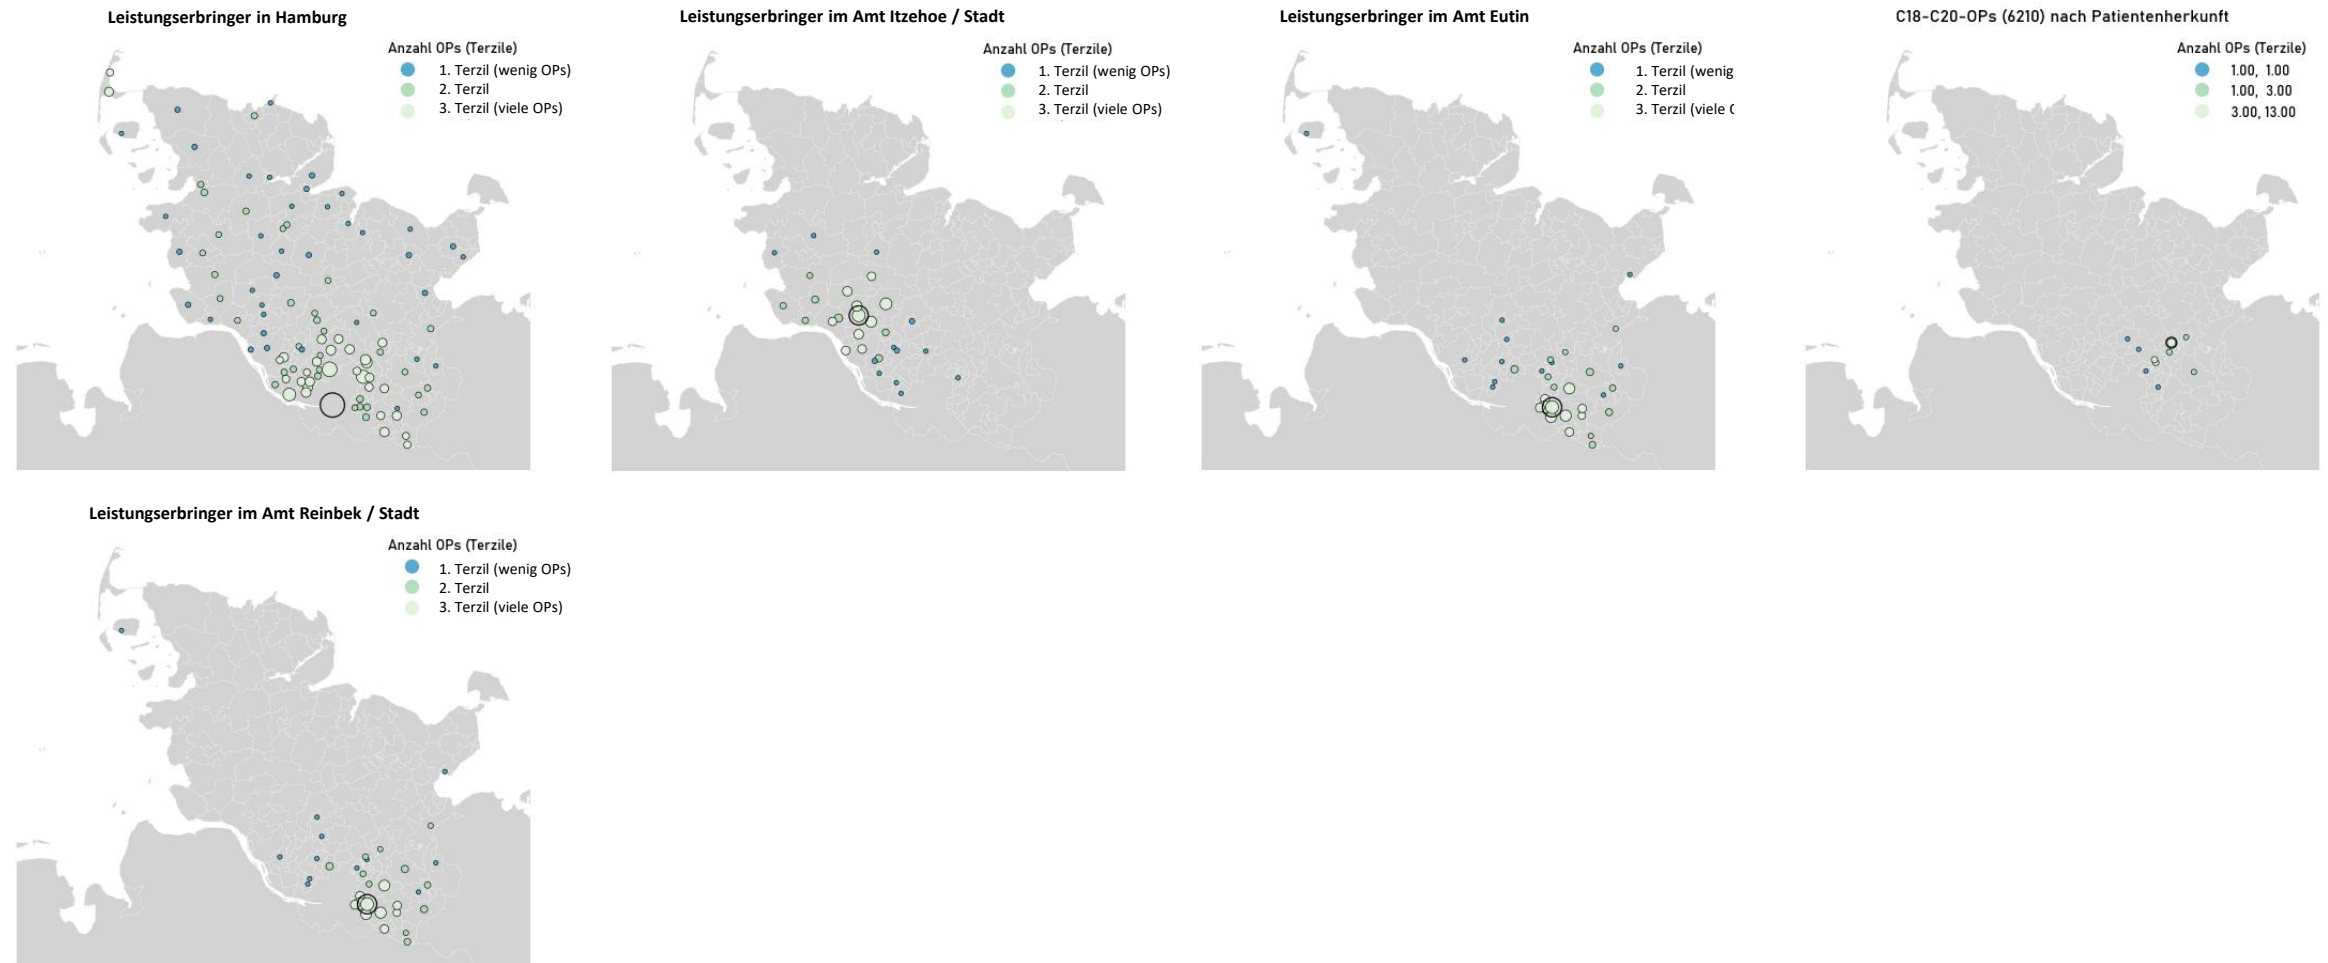 Leistungserbringer in Hamburg
Anzahl OPs (Terzile)
1. Terzil (wenig OPs)
2. Terzil
3. Terzil (viele OPs)
Leistungserbringer im Amt Itzehoe / Stadt
Anzahl OPs (Terzile)
1. Terzil (wenig OPs)
2. Terzil
3. Terzil (viele OPs)
Leistungserbringer im Amt Eutin
Anzahl OPs (Terzile)
1. Terzil (wenig
2. Terzil
3. Terzil (viele
C18-C20-OPs (6210) nach Patientenherkunft
Anzahl OPs (Terzile)
1.00, 1.00
1.00, 3.00
3.00, 13.00
Leistungserbringer im Amt Reinbek / Stadt
Anzahl OPs (Terzile)
1. Terzil (wenig OPs)
2. Terzil
3. Terzil (viele OPs)